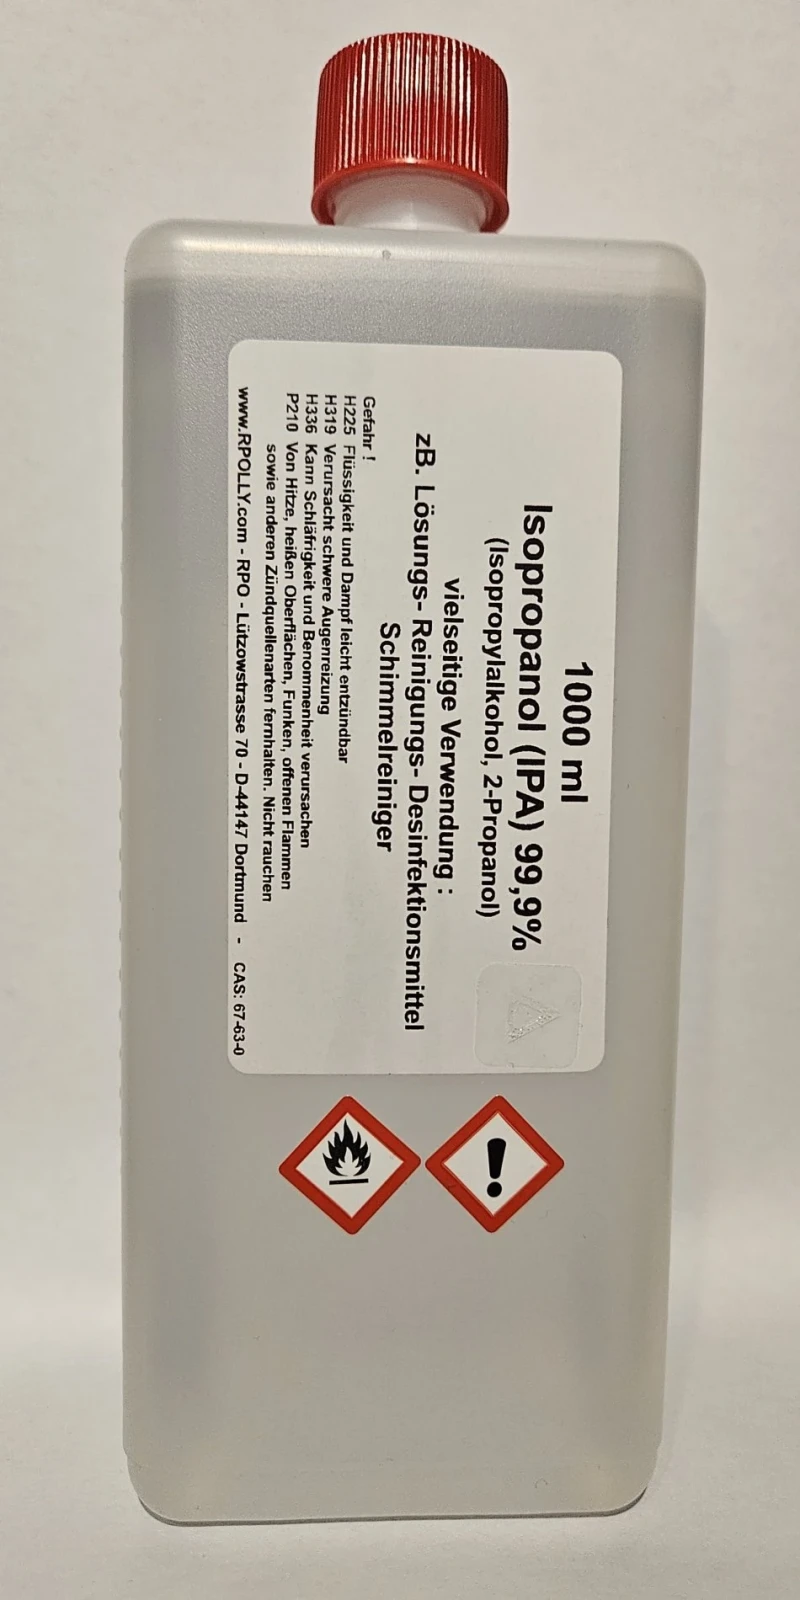 1000 ml
Isopropanol (IPA) 99,9%
(Isopropylalkohol, 2-Propanol)
vielseitige Verwendung :
zB. Lösungs- Reinigungs- Desinfektionsmittel
Schimmelreiniger
Gefahr !
H225 Flüssigkeit und Dampf leicht entzündbar
H319 Verursacht schwere Augenreizung
H336 Kann Schläfrigkeit und Benommenheit verursachen
P210 Von Hitze, heißen Oberflächen, Funken, offenen Flammen
sowie anderen Zündquellenarten fernhalten. Nicht rauchen
www.RPOLLY.com - RPO - Lützowstrasse 70 - D-44147 Dortmund - CAS: 67-63-0